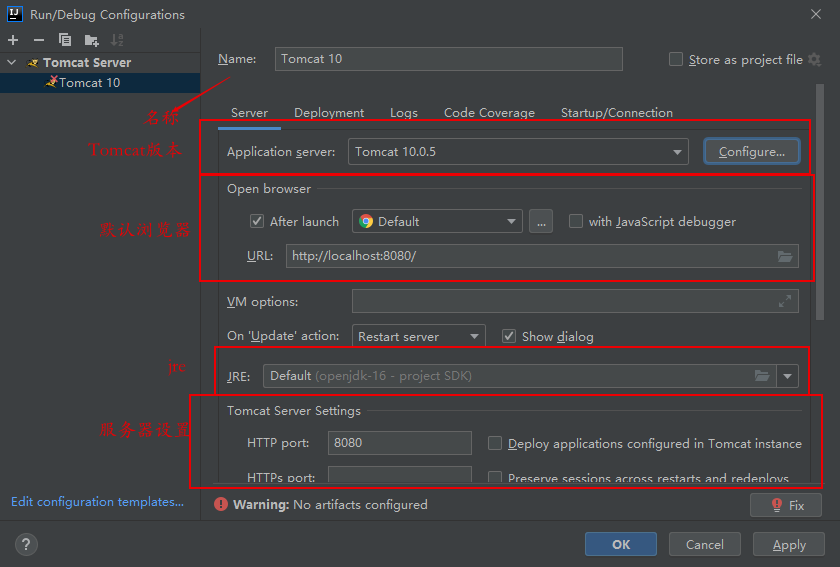 Run/Debug Configurations
Tomcat Server
Tomcat 10
Name: Tomcat 10 Store as project file
名称
Server Deployment Logs Code Coverage Startup/Connection
Tomcat版本
Application server: Tomcat 10.0.5 Configure...
Open browser
默认浏览器
After launch Default ... with JavaScript debugger
URL: http://localhost:8080/
VM options:
On 'Update' action: Restart server Show dialog
jre
JRE: Default (openjdk-16 - project SDK)
Tomcat Server Settings
服务器设置
HTTP port: 8080 Deploy applications configured in Tomcat instance
HTTPs port: Preserve sessions across restarts and redeploys
Edit configuration templates...
Warning: No artifacts configured Fix
? OK Cancel Apply